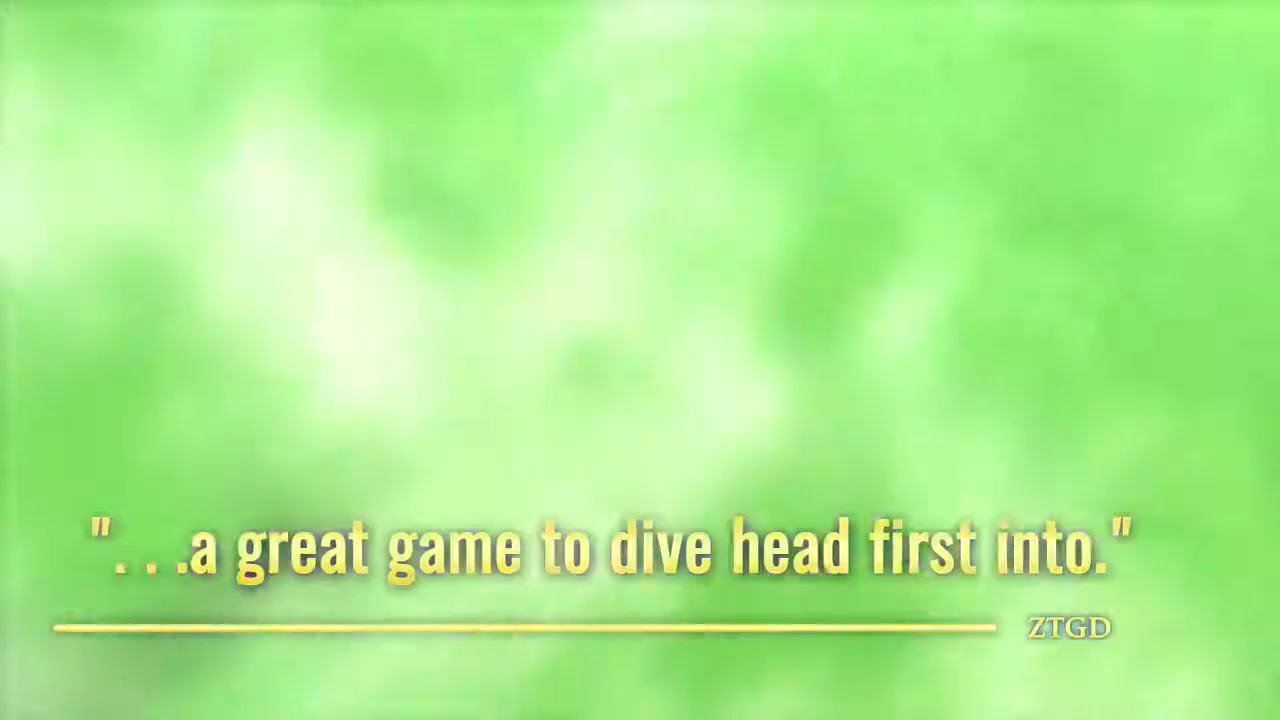 ". . .a great game to dive head first into."
ZTGD